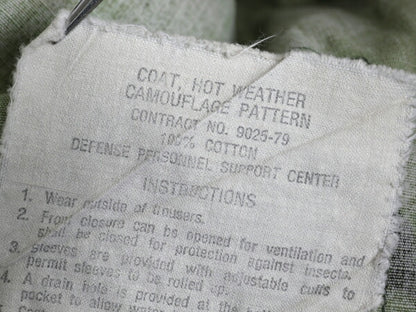 COAT, HOT WEATHER
CAMOUFLAGE PATTERN
CONTRACT NO. 9025-79
100% COTTON
DEFENSE PERSONNEL SUPPORT CENTER
INSTRUCTIONS
1. Wear outside of trousers.
2. Front closure can be opened for ventilation and
shall be closed for protection against insects.
3. Sleeves are provided with adjustable cuffs to
permit sleeves to be rolled up.
4. A drain hole is provided at the
pocket to allow water